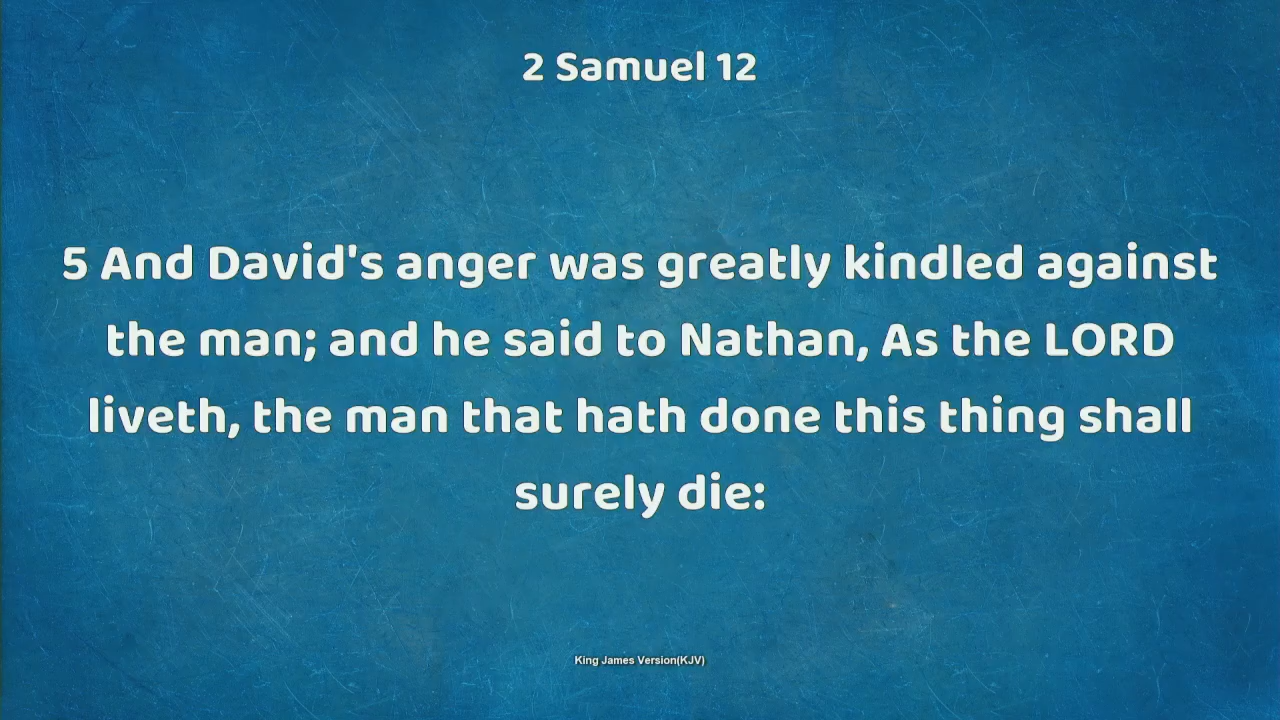 2 Samuel 12
5 And David's anger was greatly kindled against
the man; and he said to Nathan, As the LORD
liveth, the man that hath done this thing shall
surely die:
King James Version(KJV)